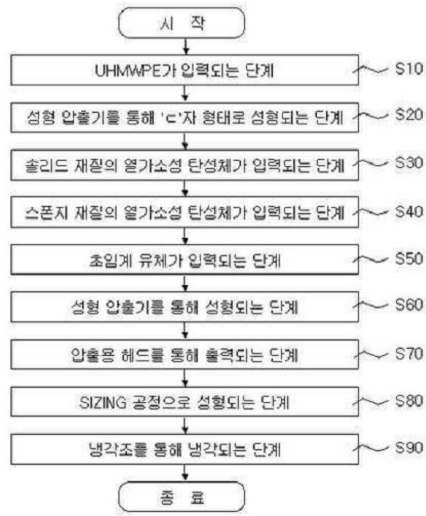 시 작
UHMWPE가 입력되는 단계 S10
성형 압출기를 통해 'ㄷ'자 형태로 성형되는 단계 S20
솔리드 재질의 열가소성 탄성체가 입력되는 단계 S30
스폰지 재질의 열가소성 탄성체가 입력되는 단계 S40
초임계 유체가 입력되는 단계 S50
성형 압출기를 통해 성형되는 단계 S60
압출용 헤드를 통해 출력되는 단계 S70
SIZING 공정으로 성형되는 단계 S80
냉각조를 통해 냉각되는 단계 S90
종 료